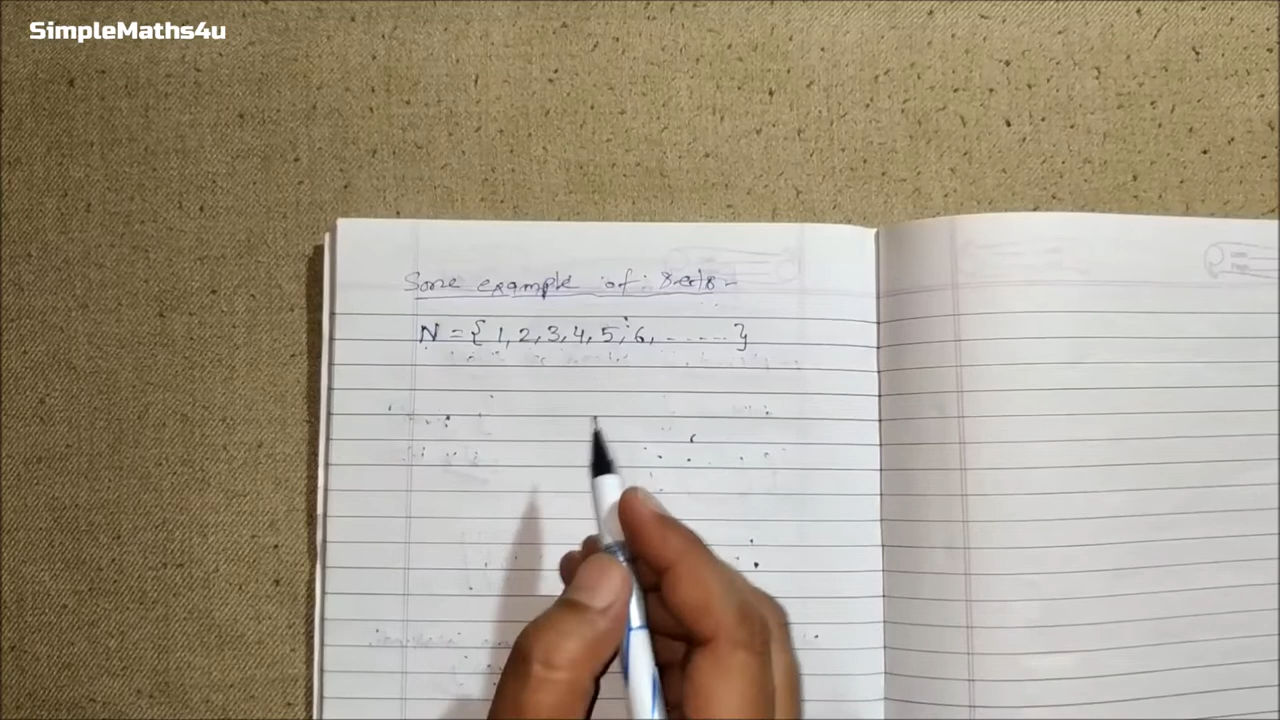 SimpleMaths4u
Some example of: Sets:-
N = { 1, 2, 3, 4, 5, 6, ....... }